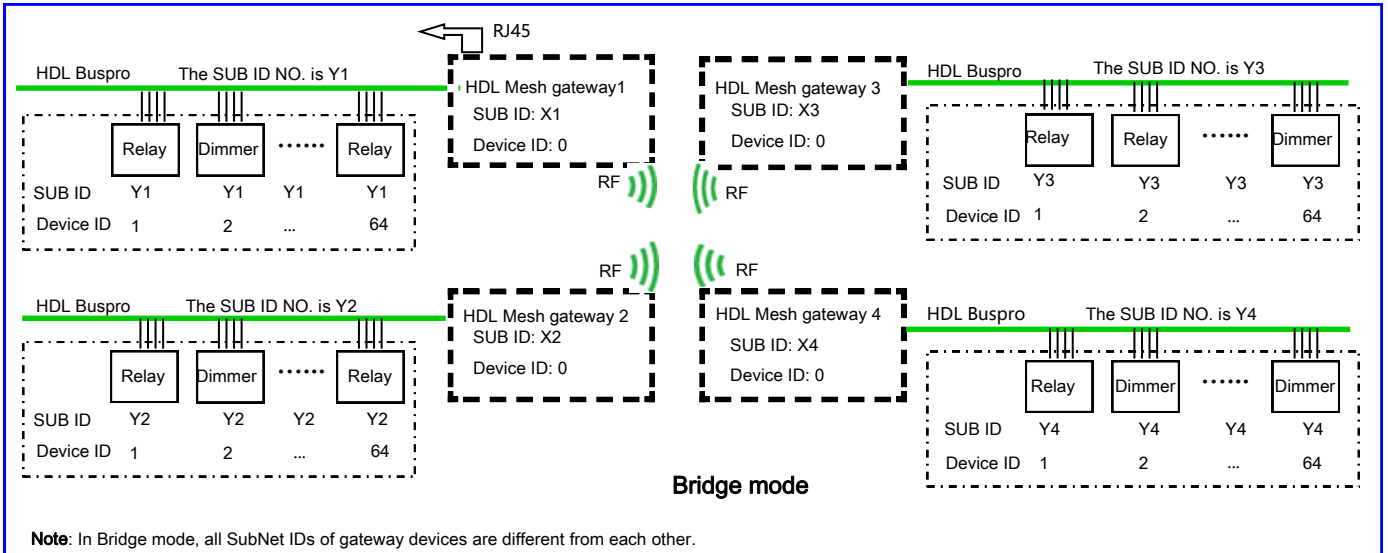 RJ45
HDL Buspro The SUB ID NO. is Y1
HDL Mesh gateway1
SUB ID: X1
Device ID: 0
RF
Relay Dimmer ...... Relay
SUB ID Y1 Y1 Y1 Y1
Device ID 1 2 ... 64
HDL Mesh gateway 3
SUB ID: X3
Device ID: 0
RF
HDL Buspro The SUB ID NO. is Y3
Relay Relay ...... Dimmer
SUB ID Y3 Y3 Y3 Y3
Device ID 1 2 ... 64
HDL Buspro The SUB ID NO. is Y2
RF
HDL Mesh gateway 2
SUB ID: X2
Device ID: 0
Relay Dimmer ...... Relay
SUB ID Y2 Y2 Y2 Y2
Device ID 1 2 ... 64
RF
HDL Mesh gateway 4
SUB ID: X4
Device ID: 0
HDL Buspro The SUB ID NO. is Y4
Relay Dimmer ...... Dimmer
SUB ID Y4 Y4 Y4 Y4
Device ID 1 2 ... 64
Bridge mode
Note: In Bridge mode, all SubNet IDs of gateway devices are different from each other.